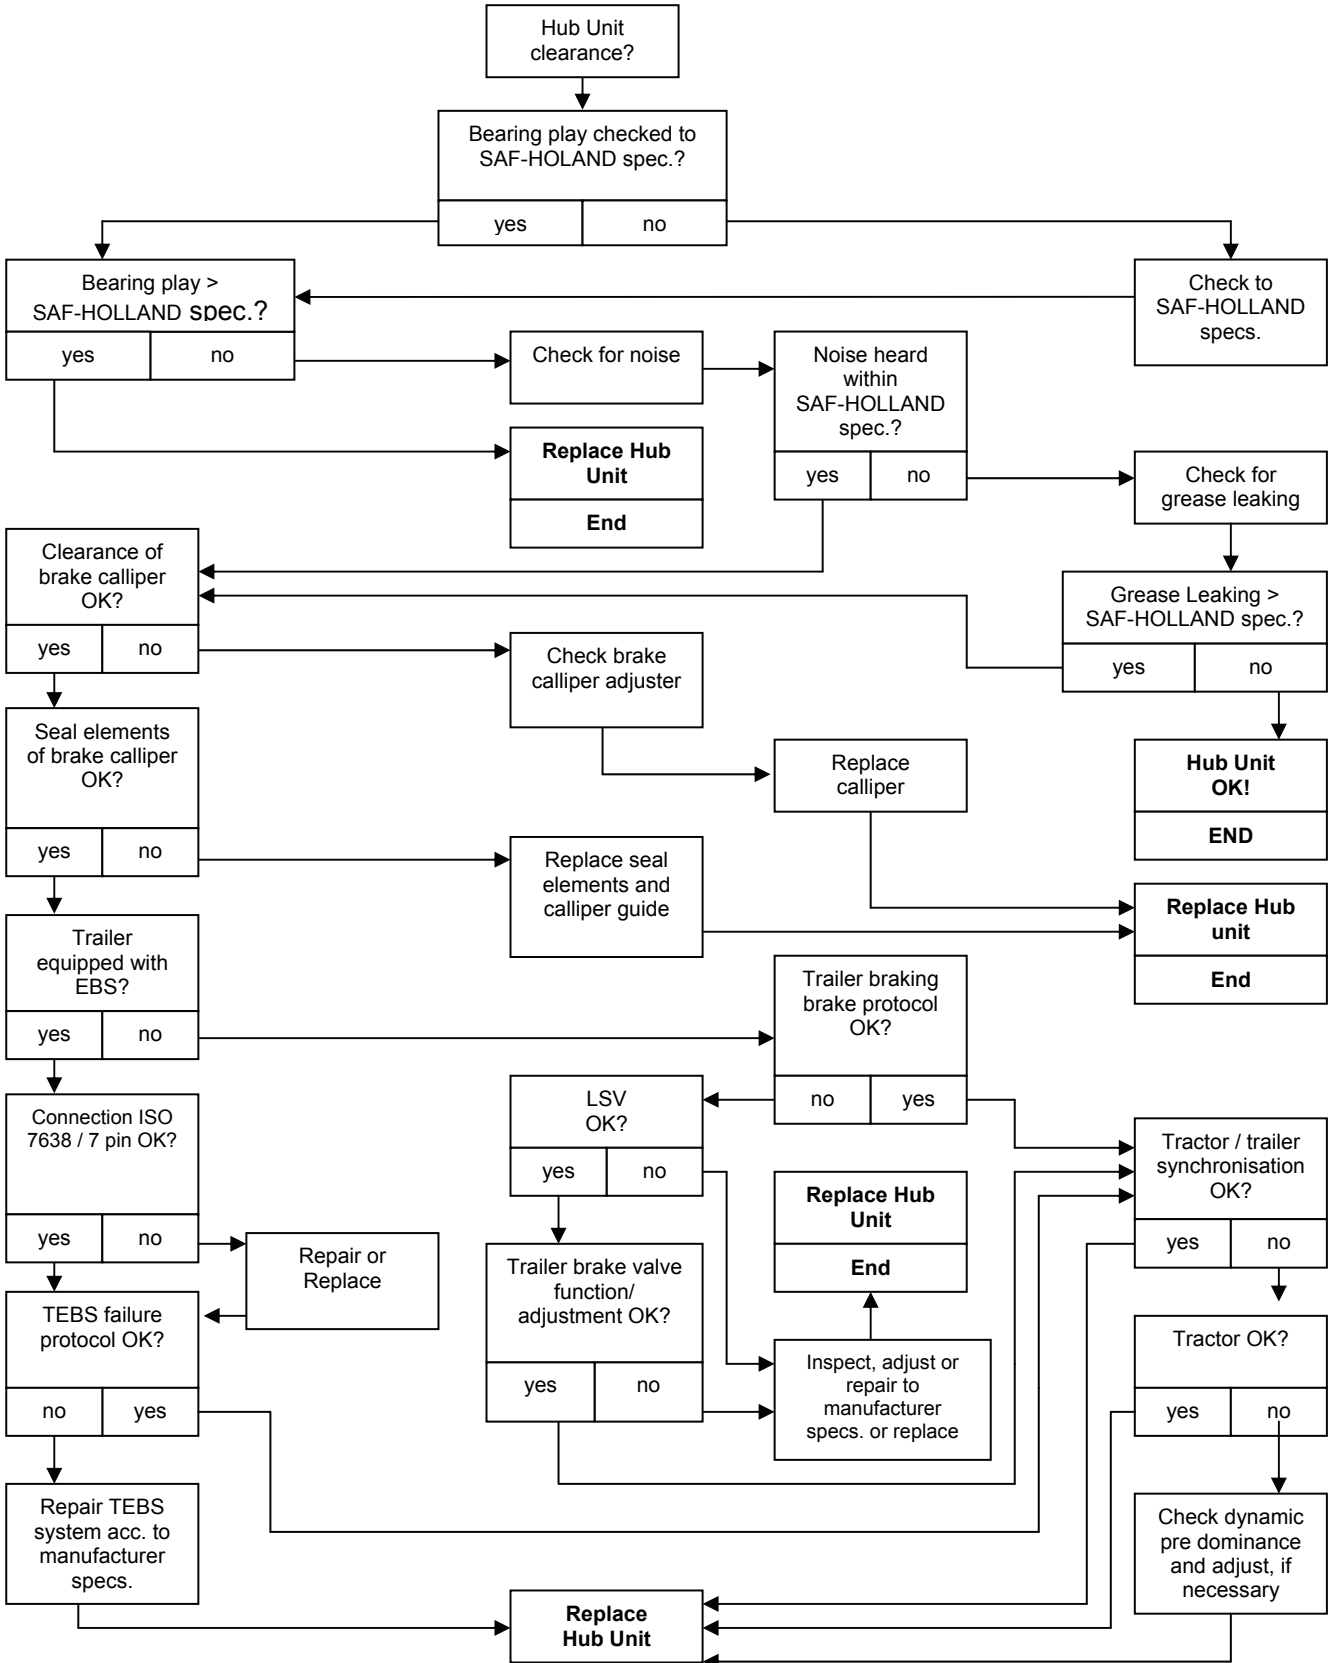 Hub Unit
clearance?
Bearing play checked to
SAF-HOLAND spec.?
yes
no
Bearing play >
SAF-HOLLAND spec.?
yes
no
Check to
SAF-HOLLAND
specs.
Check for noise
Noise heard
within
SAF-HOLLAND
spec.?
yes
no
Replace Hub
Unit
End
Check for
grease leaking
Clearance of
brake calliper
OK?
yes
no
Grease Leaking >
SAF-HOLLAND spec.?
yes
no
Check brake
calliper adjuster
Seal elements
of brake calliper
OK?
yes
no
Replace
calliper
Hub Unit
OK!
END
Replace seal
elements and
calliper guide
Replace Hub
unit
End
Trailer
equipped with
EBS?
yes
no
Trailer braking
brake protocol
OK?
no
yes
Connection ISO
7638 / 7 pin OK?
yes
no
LSV
OK?
yes
no
Tractor / trailer
synchronisation
OK?
yes
no
Replace Hub
Unit
End
Repair or
Replace
Trailer brake valve
function/
adjustment OK?
yes
no
TEBS failure
protocol OK?
no
yes
Inspect, adjust or
repair to
manufacturer
specs. or replace
Tractor OK?
yes
no
Repair TEBS
system acc. to
manufacturer
specs.
Check dynamic
pre dominance
and adjust, if
necessary
Replace
Hub Unit